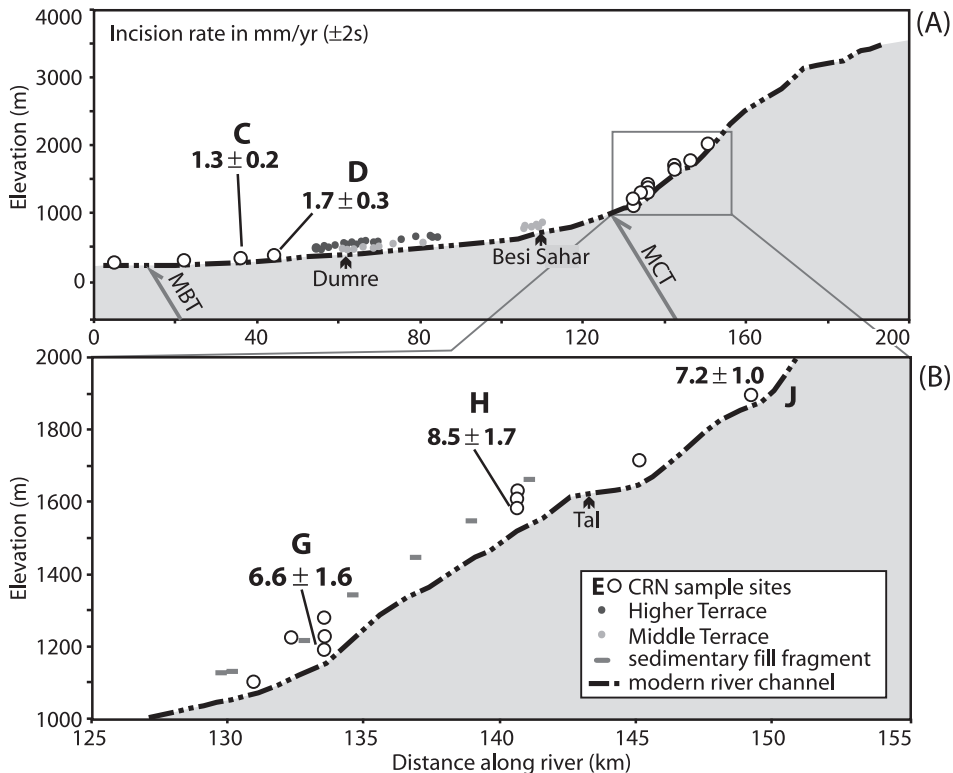 4000
Incision rate in mm/yr (±2s)
(A)
3000
Elevation (m)
2000
1000
0
C
1.3 ± 0.2
D
1.7 ± 0.3
MBT
Dumre
Besi Sahar
MCT
0
40
80
120
160
200
2000
(B)
1800
Elevation (m)
1600
1400
1200
1000
7.2 ± 1.0
J
H
8.5 ± 1.7
Tal
G
6.6 ± 1.6
E CRN sample sites
Higher Terrace
Middle Terrace
sedimentary fill fragment
modern river channel
125
130
135
140
145
150
155
Distance along river (km)